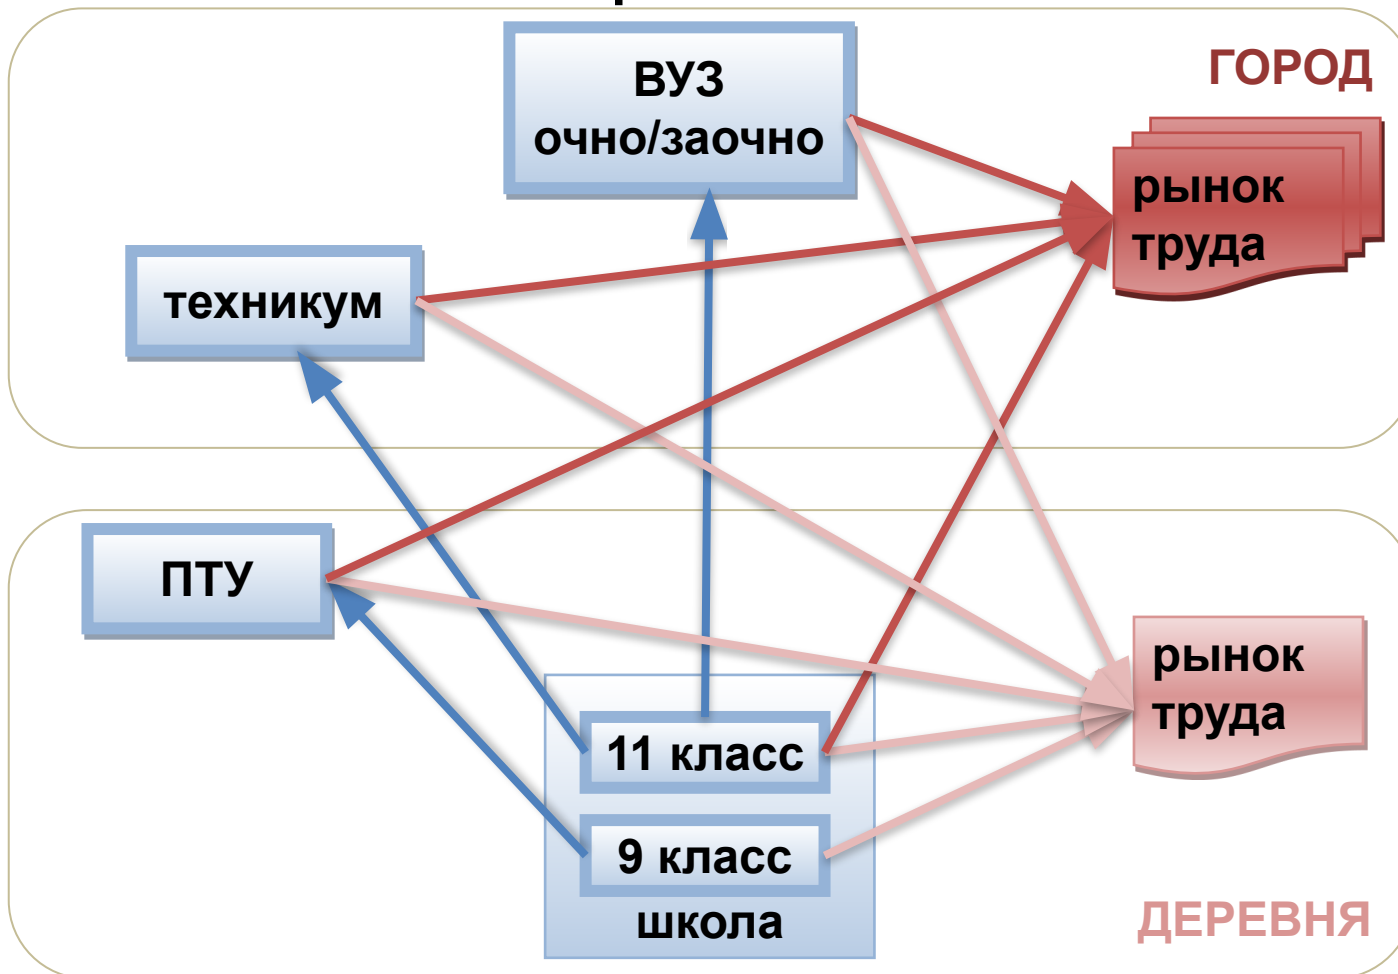 ВУЗ
очно/заочно
ГОРОД
рынок
труда
техникум
ПТУ
рынок
труда
11 класс
9 класс
школа
ДЕРЕВНЯ